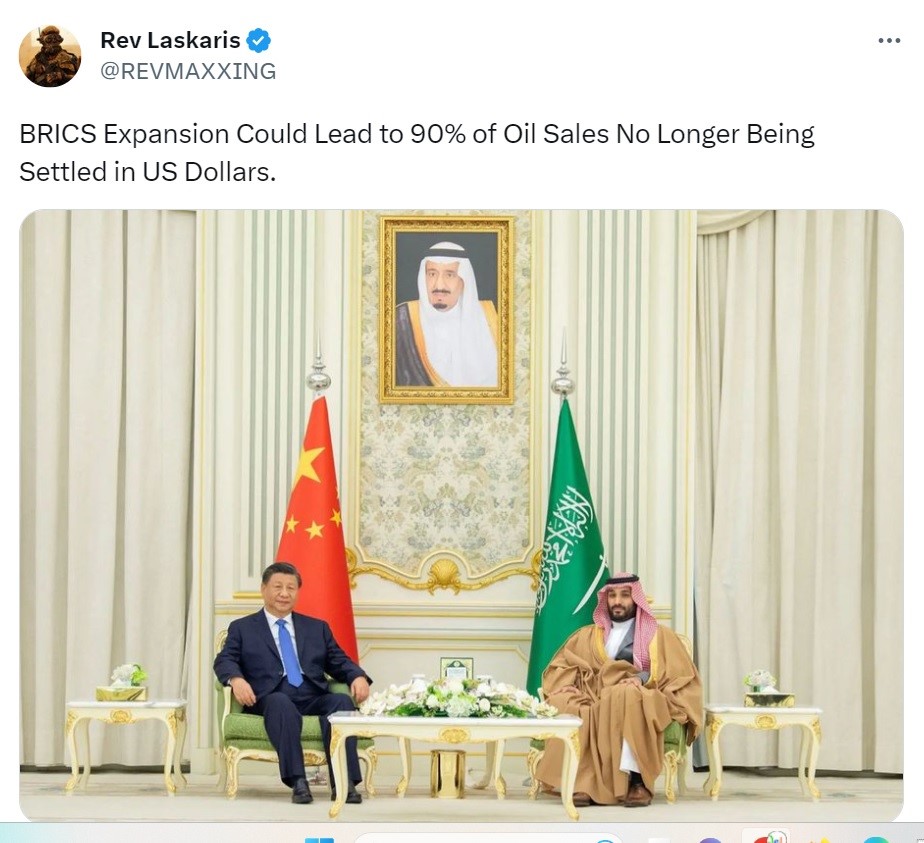 Rev Laskaris
@REVMAXXING
BRICS Expansion Could Lead to 90% of Oil Sales No Longer Being
Settled in US Dollars.